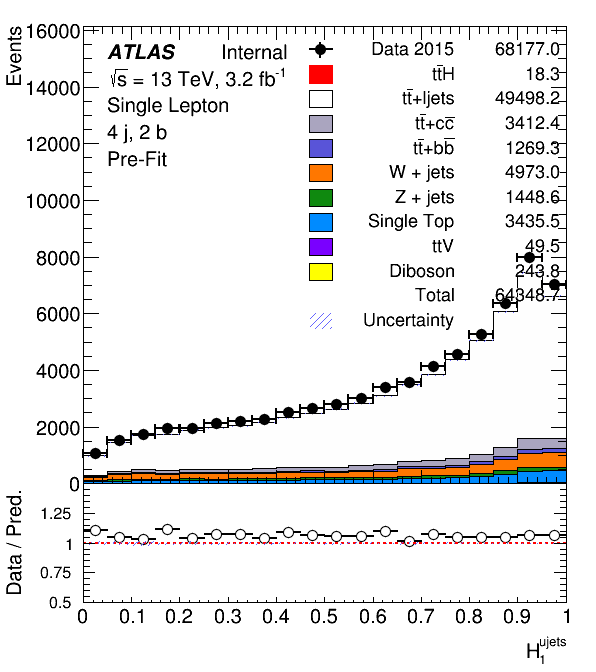 Events
16000
14000
12000
10000
8000
6000
4000
2000
0
ATLAS Internal
√s = 13 TeV, 3.2 fb⁻¹
Single Lepton
4 j, 2 b
Pre-Fit
Data 2015 68177.0
tt̄H 18.3
tt̄+ljets 49498.2
tt̄+cc̄ 3412.4
tt̄+bb̄ 1269.3
W + jets 4973.0
Z + jets 1448.6
Single Top 3435.5
ttV 49.5
Diboson 243.8
Total 64348.7
Uncertainty
Data / Pred.
1.25
1
0.75
0.5
0 0.1 0.2 0.3 0.4 0.5 0.6 0.7 0.8 0.9 1
H₁ᵘʲᵉᵗˢ